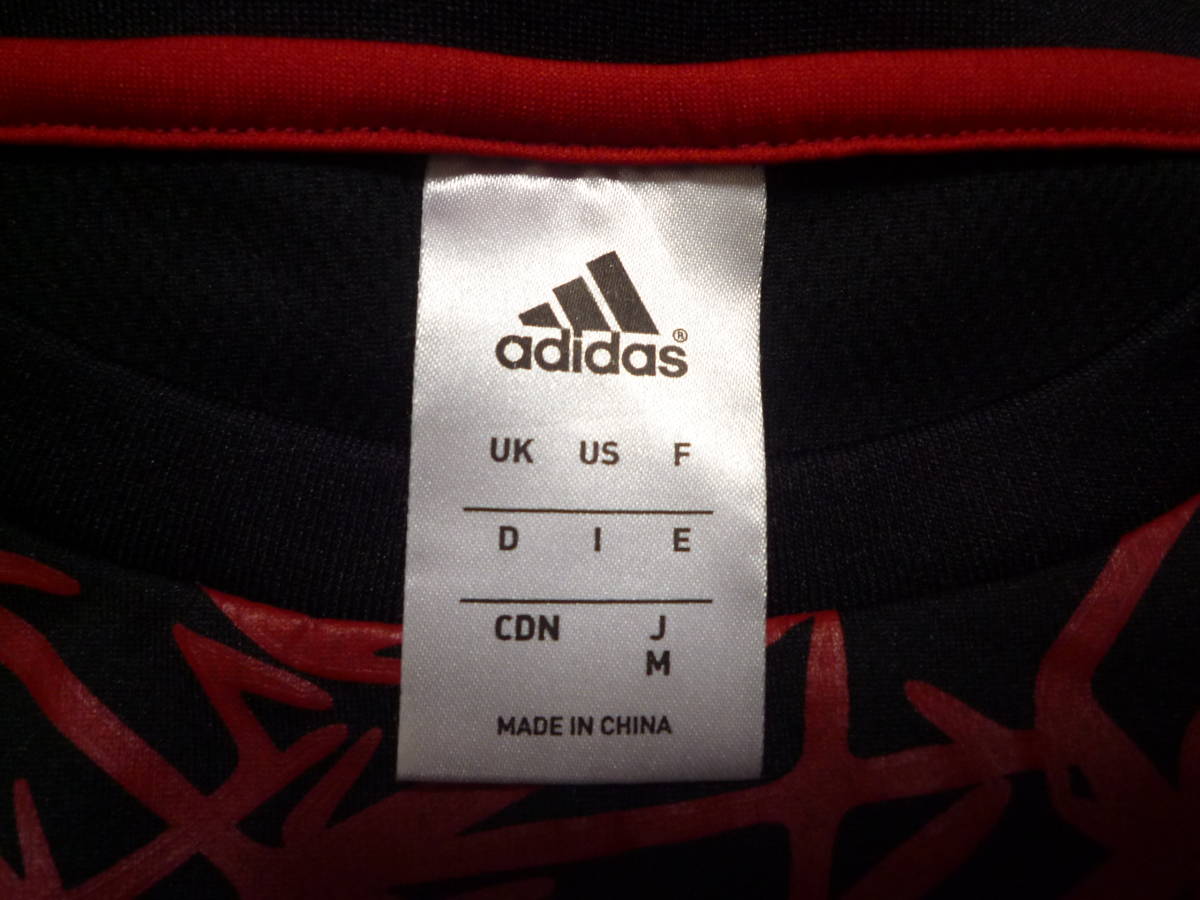 adidas®
UK US F
D I E
CDN J
M
MADE IN CHINA